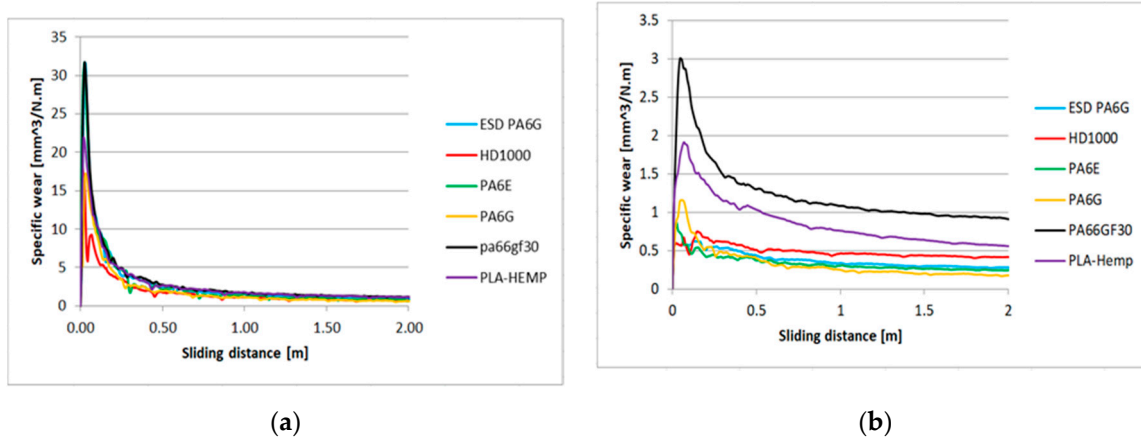 Specific wear [mm^3/N.m]
35
30
25
20
15
10
5
0
0.00 0.50 1.00 1.50 2.00
Sliding distance [m]
ESD PA6G
HD1000
PA6E
PA6G
pa66gf30
PLA-HEMP
(a)
Specific wear [mm^3/N.m]
3.5
3
2.5
2
1.5
1
0.5
0
0 0.5 1 1.5 2
Sliding distance [m]
ESD PA6G
HD1000
PA6E
PA6G
PA66GF30
PLA-Hemp
(b)